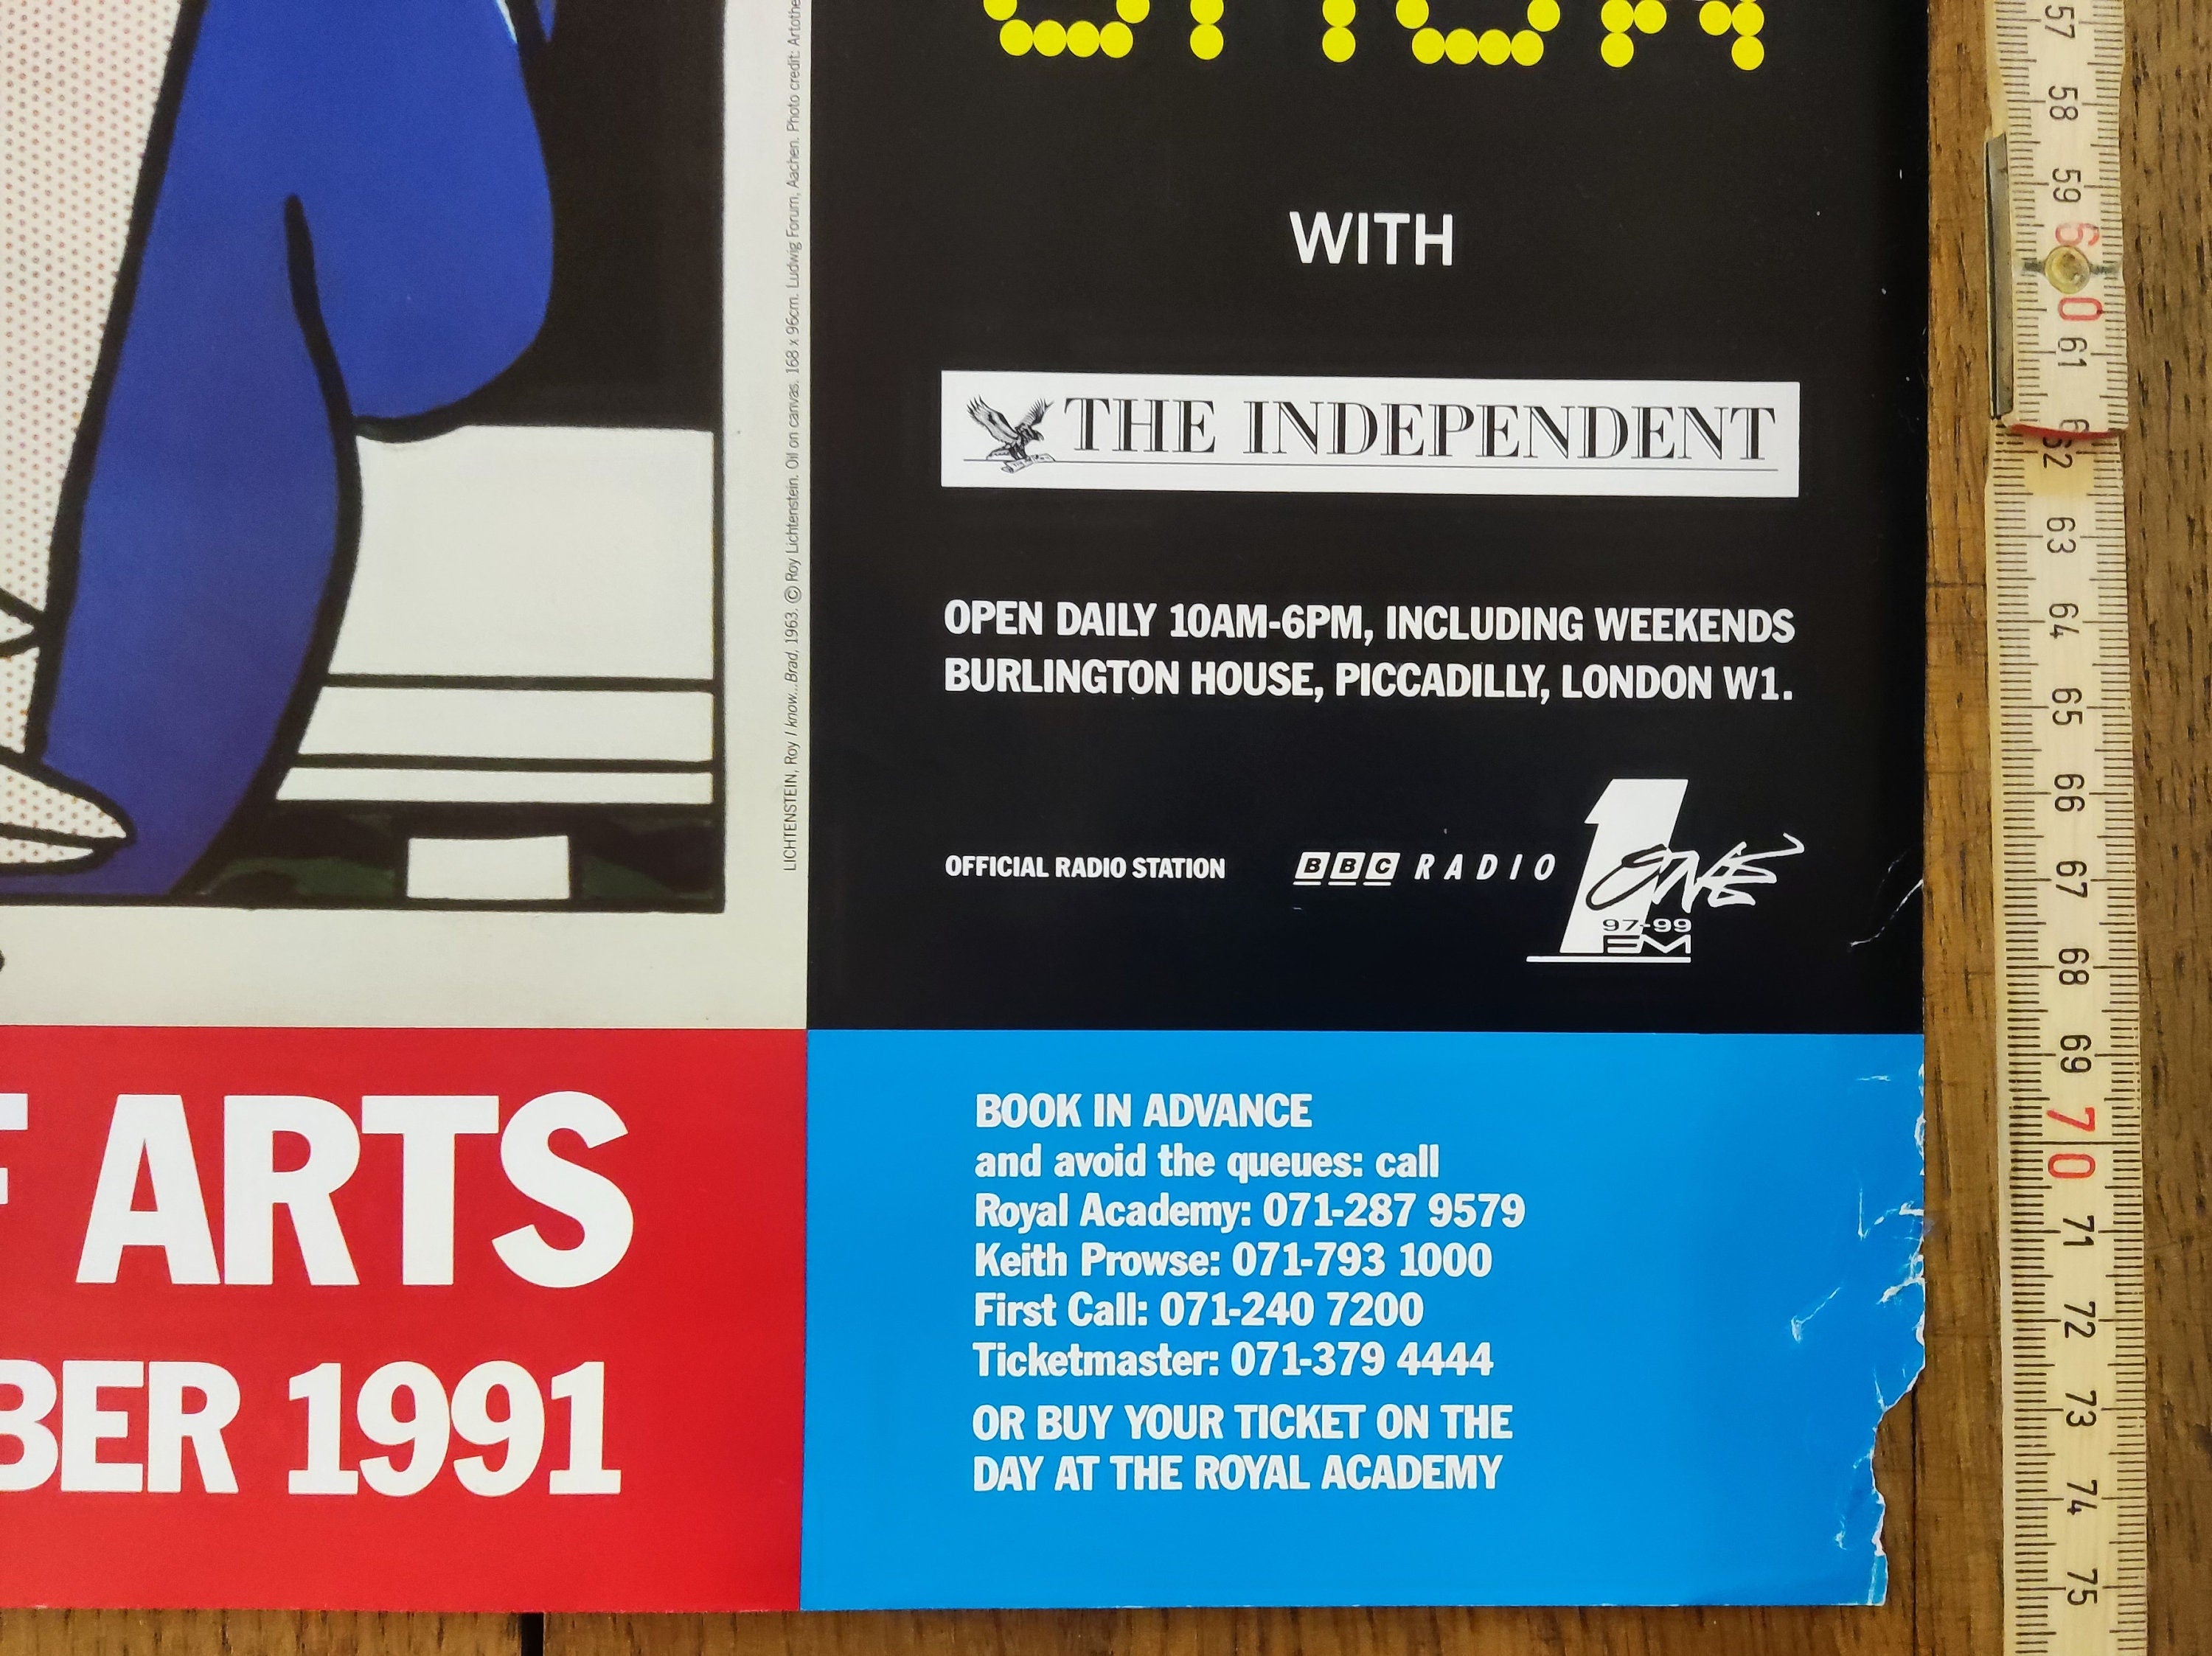 LICHTENSTEIN, Roy I know...Brad, 1963. © Roy Lichtenstein. Oil on canvas. 168 x 96cm. Ludwig Forum, Aachen. Photo credit:
WITH
THE INDEPENDENT
OPEN DAILY 10AM-6PM, INCLUDING WEEKENDS
BURLINGTON HOUSE, PICCADILLY, LONDON W1.
OFFICIAL RADIO STATION
BBC RADIO 1 ONE
97-99
FM
ARTS
BER 1991
BOOK IN ADVANCE
and avoid the queues: call
Royal Academy: 071-287 9579
Keith Prowse: 071-793 1000
First Call: 071-240 7200
Ticketmaster: 071-379 4444
OR BUY YOUR TICKET ON THE
DAY AT THE ROYAL ACADEMY
57
58
59
60
61
62
63
64
65
66
67
68
69
70
71
72
73
74
75